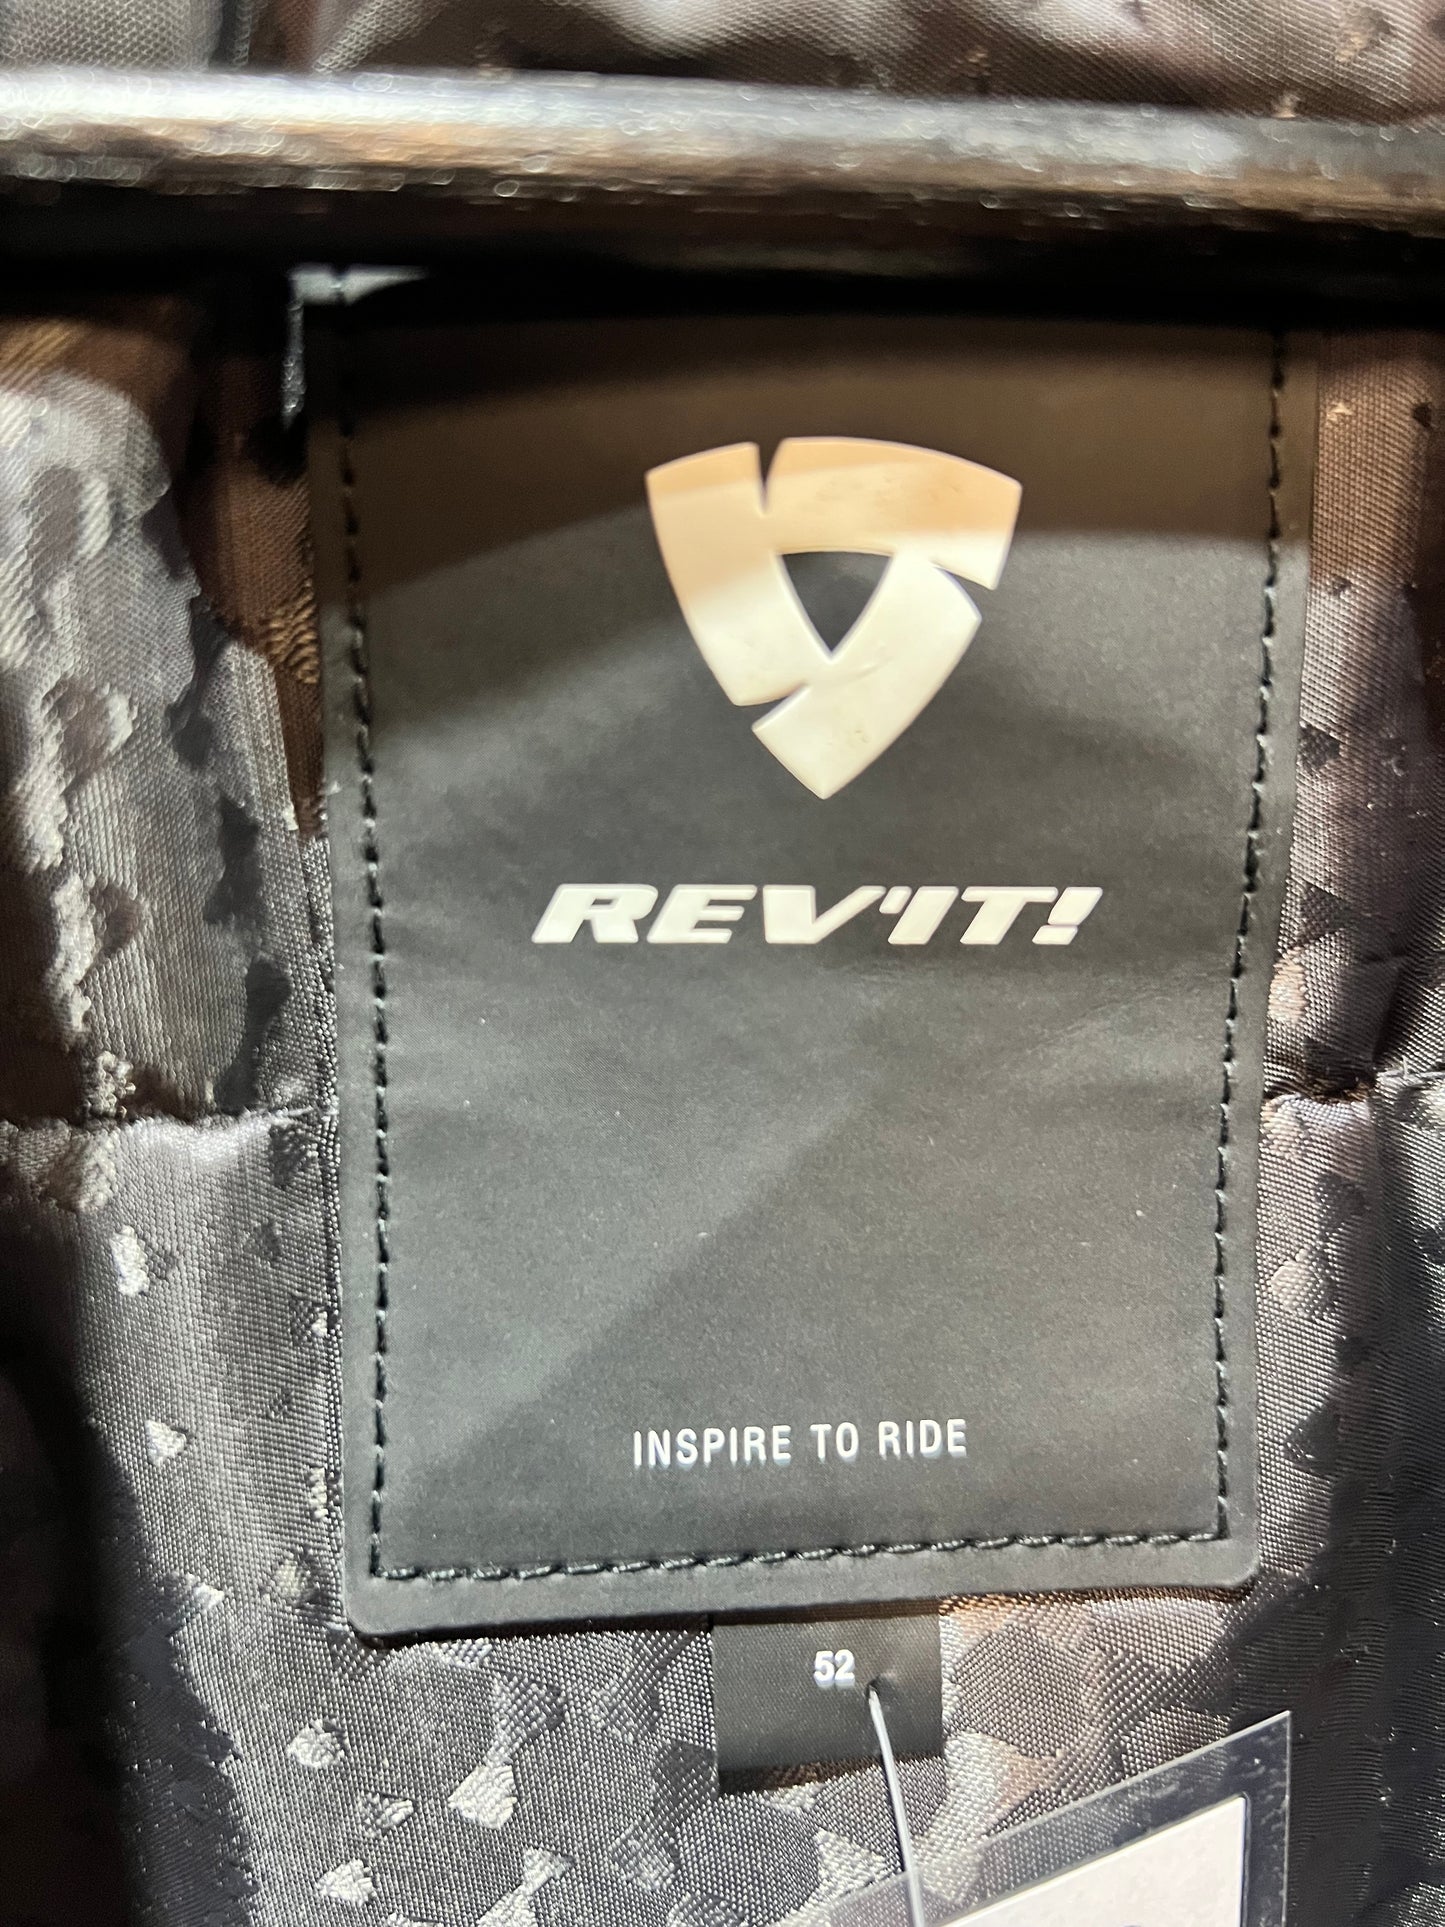 REV'IT!
INSPIRE TO RIDE
52